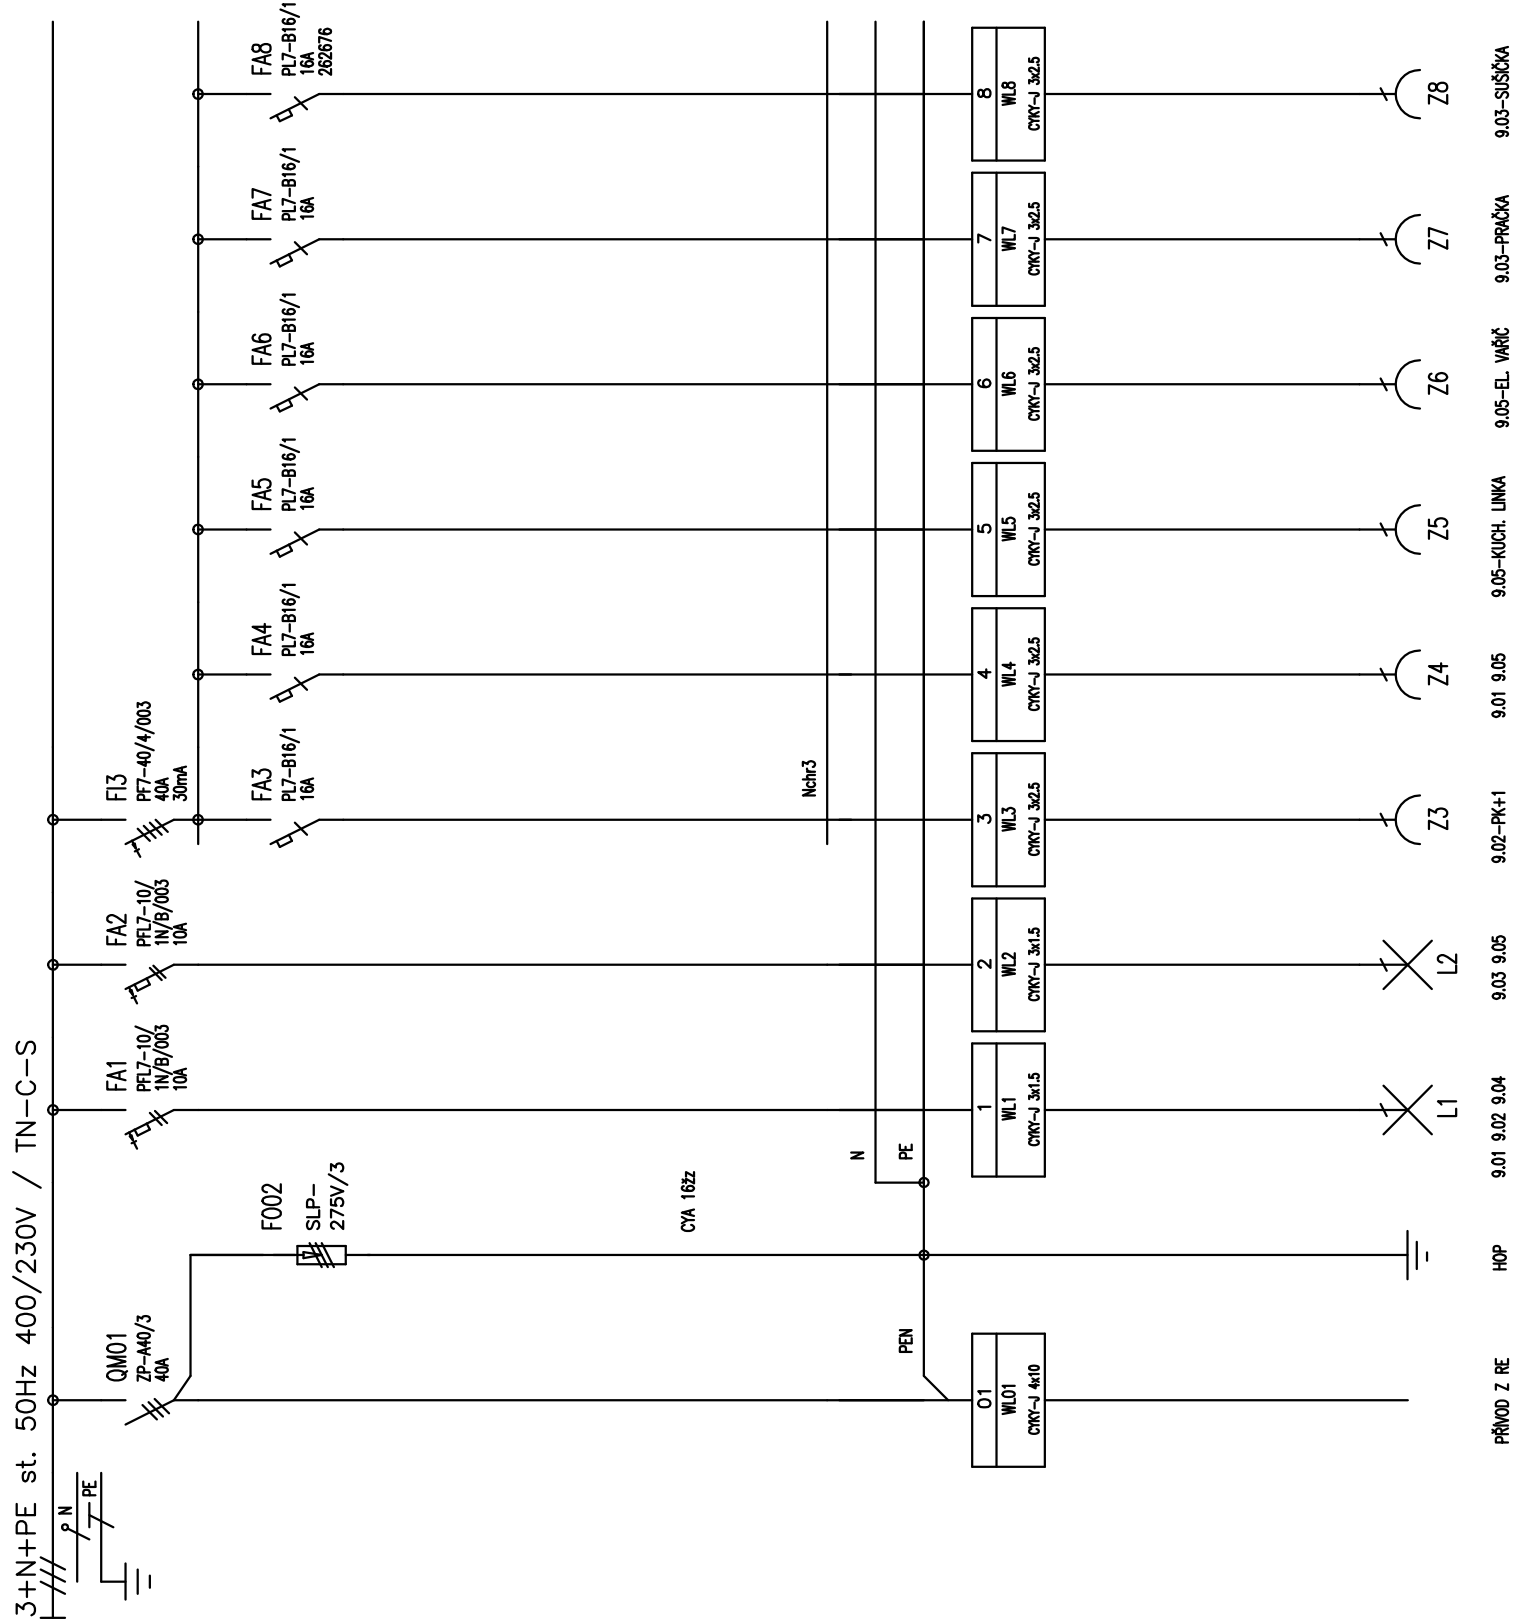 3+N+PE st. 50Hz 400/230V / TN-C-S
N
PE
QM01
ZP-A40/3
40A
F002
SLP-
275V/3
FA1
PFL7-10/
1N/B/003
10A
FA2
PFL7-10/
1N/B/003
10A
FI3
PF7-40/4/003
40A
30mA
FA3
PL7-B16/1
16A
FA4
PL7-B16/1
16A
FA5
PL7-B16/1
16A
FA6
PL7-B16/1
16A
FA7
PL7-B16/1
16A
FA8
PL7-B16/1
16A
262676
CYA 16žz
Nchr3
N
PE
PEN
01
WL01
CYKY-J 4x10
1
WL1
CYKY-J 3x1.5
2
WL2
CYKY-J 3x1.5
3
WL3
CYKY-J 3x2.5
4
WL4
CYKY-J 3x2.5
5
WL5
CYKY-J 3x2.5
6
WL6
CYKY-J 3x2.5
7
WL7
CYKY-J 3x2.5
8
WL8
CYKY-J 3x2.5
L1
L2
Z3
Z4
Z5
Z6
Z7
Z8
PŘÍVOD Z RE
HOP
9.01 9.02 9.04
9.03 9.05
9.02-PK+1
9.01 9.05
9.05-KUCH. LINKA
9.05-EL. VAŘIČ
9.03-PRAČKA
9.03-SUŠIČKA